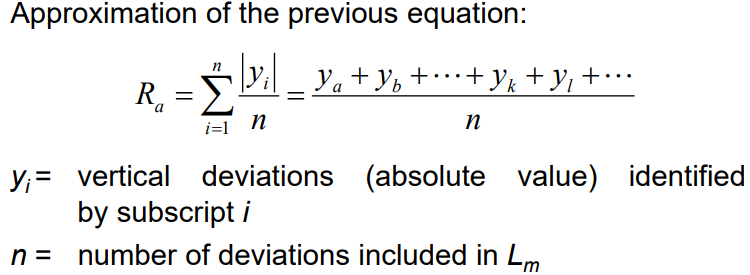 Approximation of the previous equation:
R_a = \sum_{i=1}^{n} \frac{|y_i|}{n} = \frac{y_a + y_b + \cdots + y_k + y_l + \cdots}{n}
y_i = vertical deviations (absolute value) identified
by subscript i
n = number of deviations included in L_m